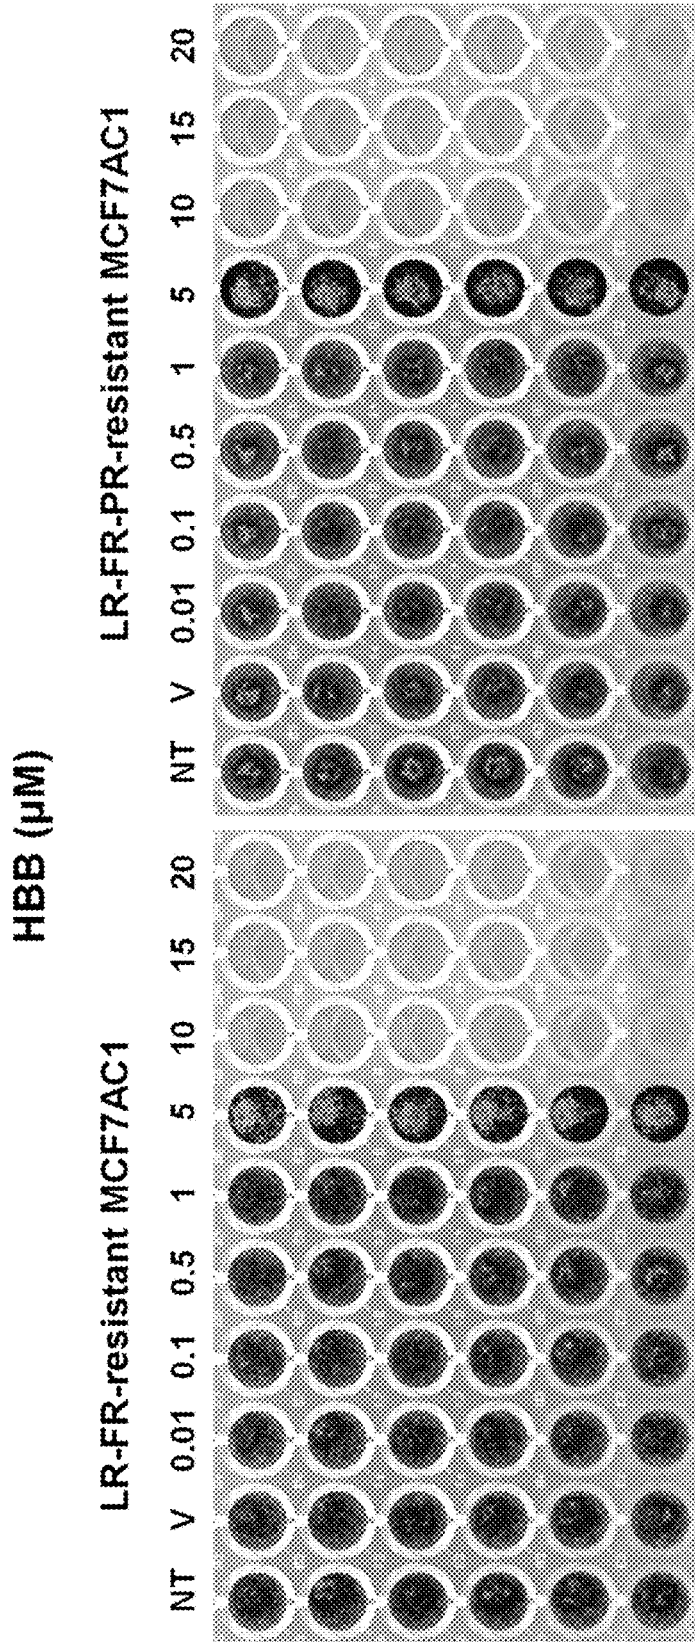 HBB (µM)
LR-FR-resistant MCF7AC1
NT V 0.01 0.1 0.5 1 5 10 15 20
LR-FR-PR-resistant MCF7AC1
NT V 0.01 0.1 0.5 1 5 10 15 20